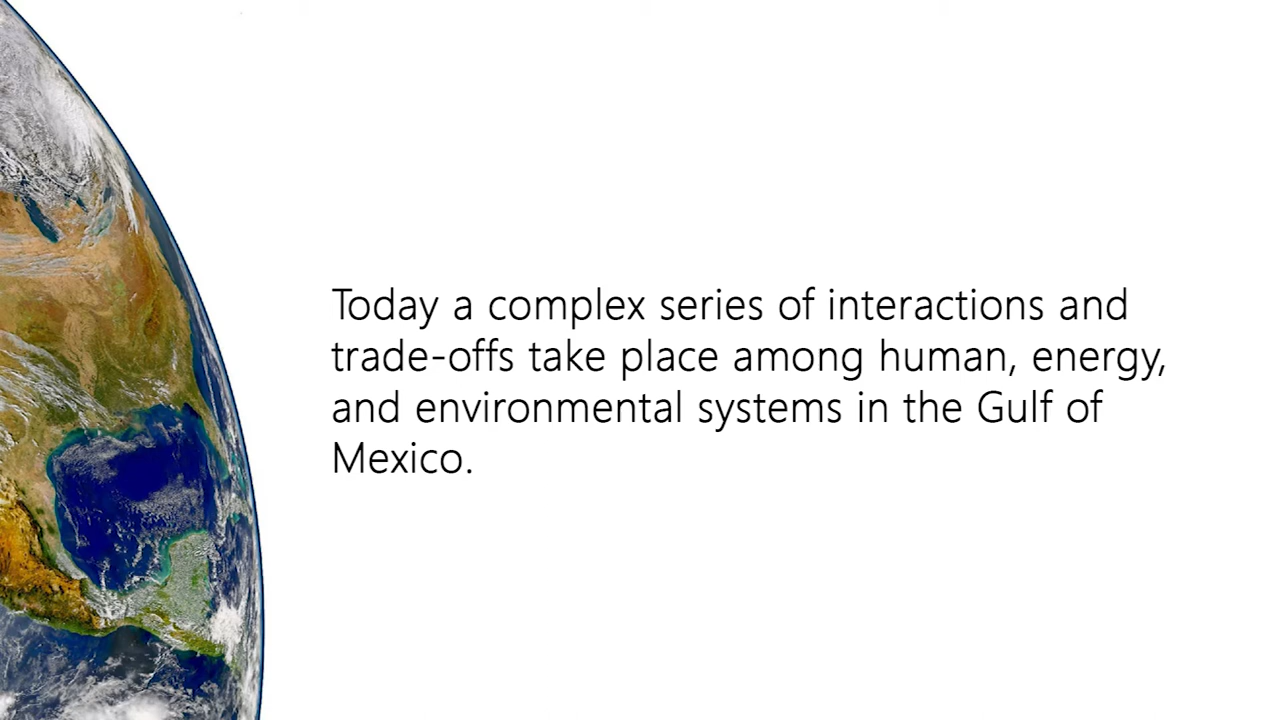 Today a complex series of interactions and
trade-offs take place among human, energy,
and environmental systems in the Gulf of
Mexico.